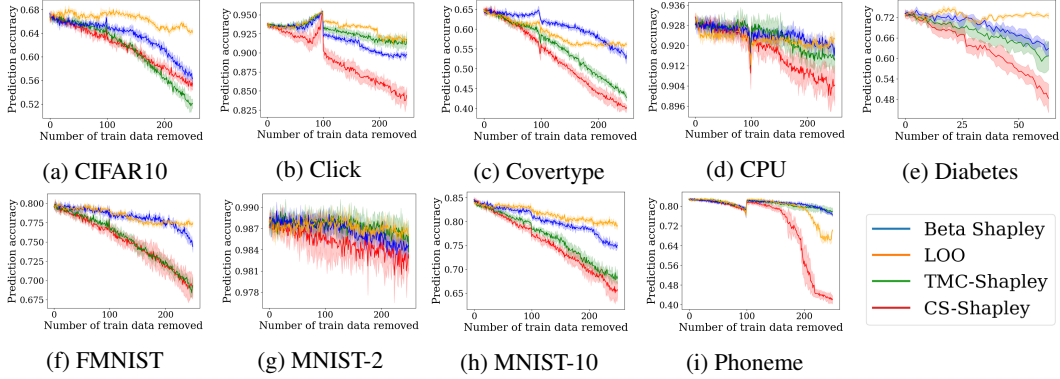 0.68 0.64 0.60 0.56 0.52
Prediction accuracy
0 100 200
Number of train data removed
(a) CIFAR10
0.950 0.925 0.900 0.875 0.850 0.825
Prediction accuracy
0 100 200
Number of train data removed
(b) Click
0.65 0.60 0.55 0.50 0.45 0.40
Prediction accuracy
0 100 200
Number of train data removed
(c) Covertype
0.936 0.928 0.920 0.912 0.904 0.896
Prediction accuracy
0 100 200
Number of train data removed
(d) CPU
0.72 0.66 0.60 0.54 0.48
Prediction accuracy
0 25 50
Number of train data removed
(e) Diabetes
0.800 0.775 0.750 0.725 0.700 0.675
Prediction accuracy
0 100 200
Number of train data removed
(f) FMNIST
0.990 0.987 0.984 0.981 0.978
Prediction accuracy
0 100 200
Number of train data removed
(g) MNIST-2
0.85 0.80 0.75 0.70 0.65
Prediction accuracy
0 100 200
Number of train data removed
(h) MNIST-10
0.80 0.72 0.64 0.56 0.48 0.40
Prediction accuracy
0 100 200
Number of train data removed
(i) Phoneme
Beta Shapley
LOO
TMC-Shapley
CS-Shapley